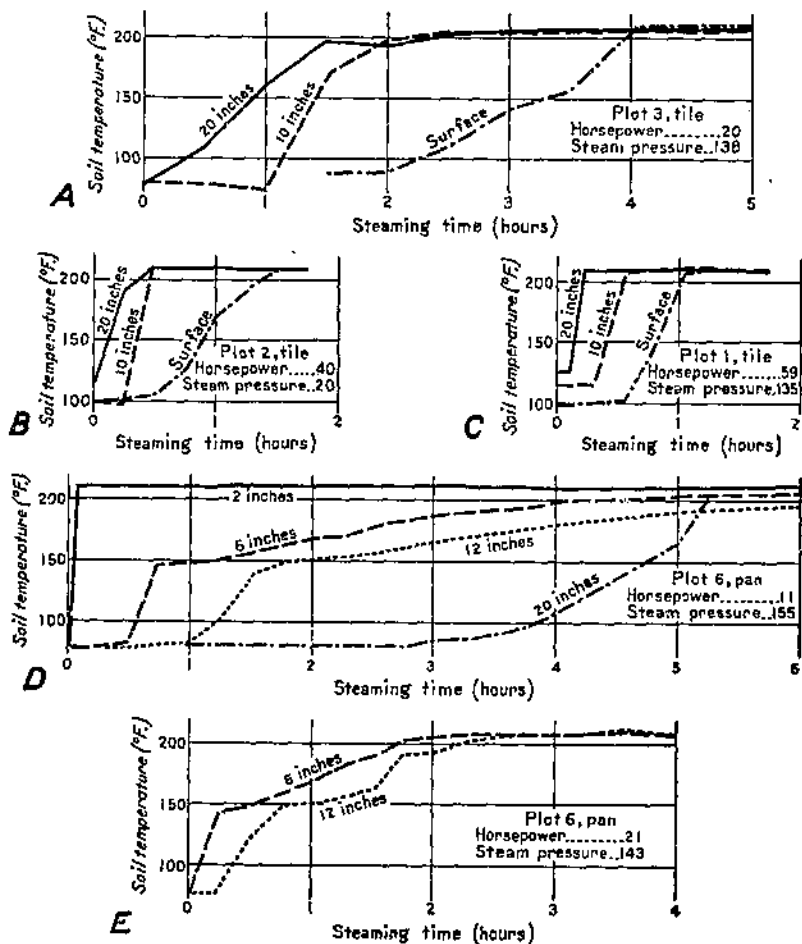 Soil temperature (°F.)
200
150
100
20 inches
10 inches
Surface
Plot 3, tile
Horsepower........20
Steam pressure..138
0 1 2 3 4 5
A
Steaming time (hours)
Soil temperature (°F.)
200
150
100
20 inches
10 inches
Surface
Plot 2, tile
Horsepower.....40
Steam pressure..20
0 1 2
B
Steaming time (hours)
Soil temperature (°F.)
200
150
100
20 inches
10 inches
Surface
Plot 1, tile
Horsepower......59
Steam pressure.135
0 1 2
C
Steaming time (hours)
Soil temperature (°F.)
200
150
100
2 inches
6 inches
12 inches
20 inches
Plot 6, pan
Horsepower.........11
Steam pressure...155
0 1 2 3 4 5 6
D
Steaming time (hours)
Soil temperature (°F.)
200
150
100
6 inches
12 inches
Plot 6, pan
Horsepower.........21
Steam pressure..143
0 1 2 3 4
E
Steaming time (hours)